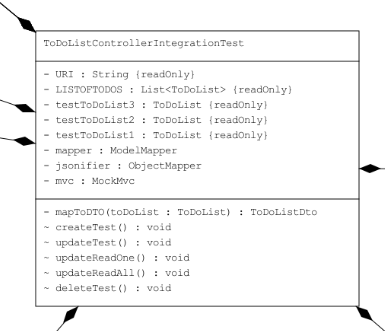 ToDoListControllerIntegrationTest
- URI : String {readOnly}
- LISTOFTODOS : List<ToDoList> {readOnly}
- testToDoList3 : ToDoList {readOnly}
- testToDoList2 : ToDoList {readOnly}
- testToDoList1 : ToDoList {readOnly}
- mapper : ModelMapper
- jsonifier : ObjectMapper
- mvc : MockMvc
- mapToDTO(toDoList : ToDoList) : ToDoListDto
~ createTest() : void
~ updateTest() : void
~ updateReadOne() : void
~ updateReadAll() : void
~ deleteTest() : void